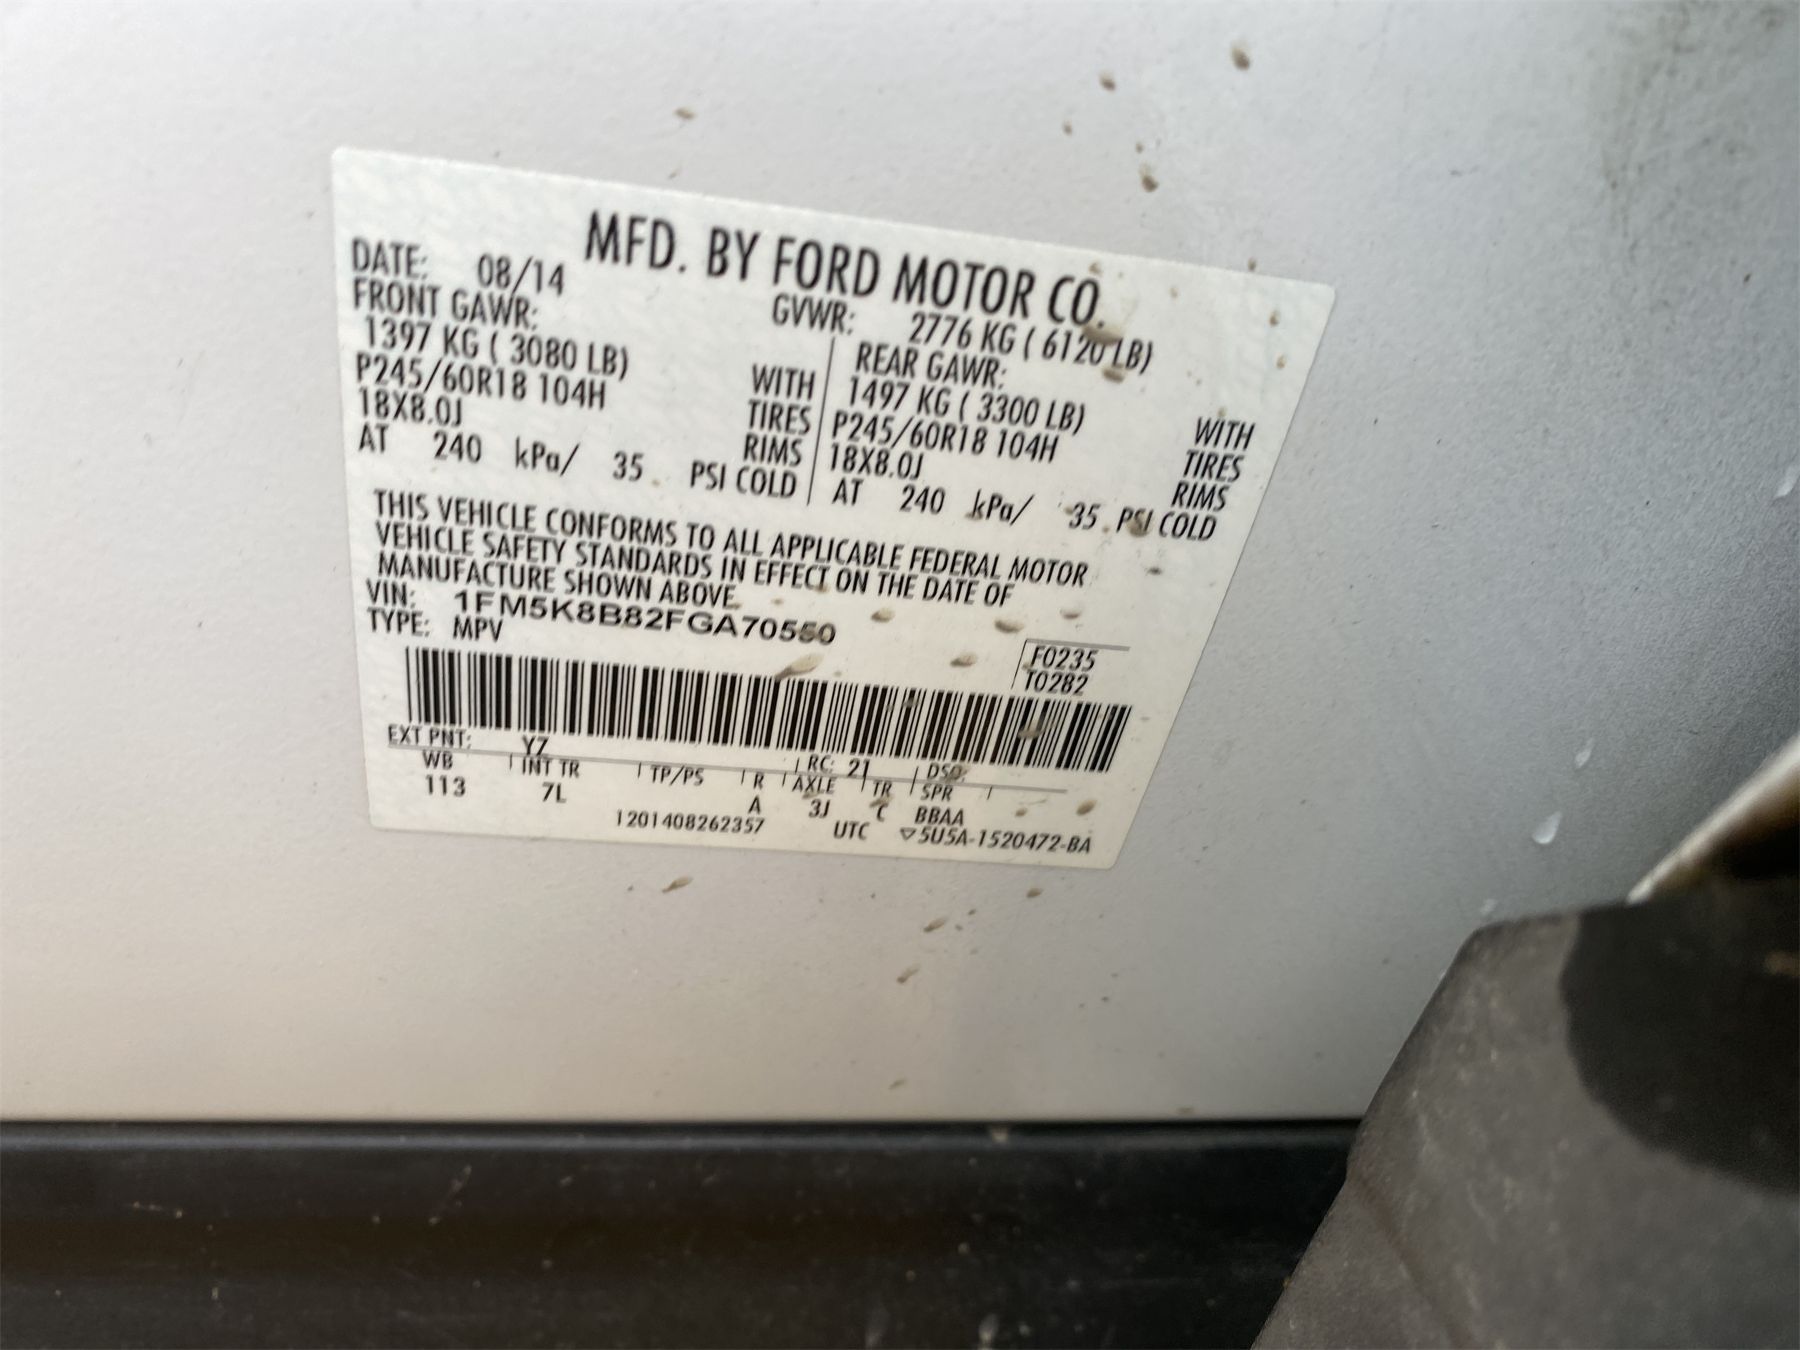 MFD. BY FORD MOTOR CO.
DATE: 08/14
GVWR: 2776 KG ( 6120 LB)
FRONT GAWR:
1397 KG ( 3080 LB) WITH
P245/60R18 104H TIRES
18X8.0J RIMS
AT 240 kPa/ 35 PSI COLD
REAR GAWR:
1497 KG ( 3300 LB) WITH
P245/60R18 104H TIRES
18X8.0J RIMS
AT 240 kPa/ 35 PSI COLD
THIS VEHICLE CONFORMS TO ALL APPLICABLE FEDERAL MOTOR
VEHICLE SAFETY STANDARDS IN EFFECT ON THE DATE OF
MANUFACTURE SHOWN ABOVE.
VIN: 1FM5K8B82FGA70550
TYPE: MPV
F0235
T0282
EXT PNT: Y7 RC: 21 DSO:
WB INT TR TP/PS R AXLE TR SPR
113 7L A 3J C BBAA
1201408262357 UTC ▽5U5A-1520472-BA